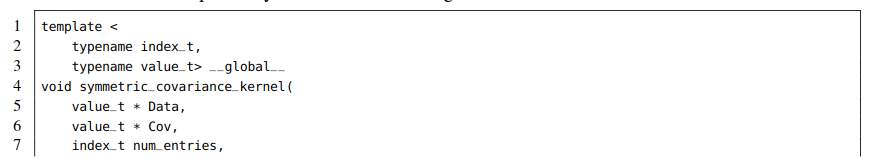 1 template <
2 typename index_t,
3 typename value_t> __global__
4 void symmetric_covariance_kernel(
5 value_t * Data,
6 value_t * Cov,
7 index_t num_entries,